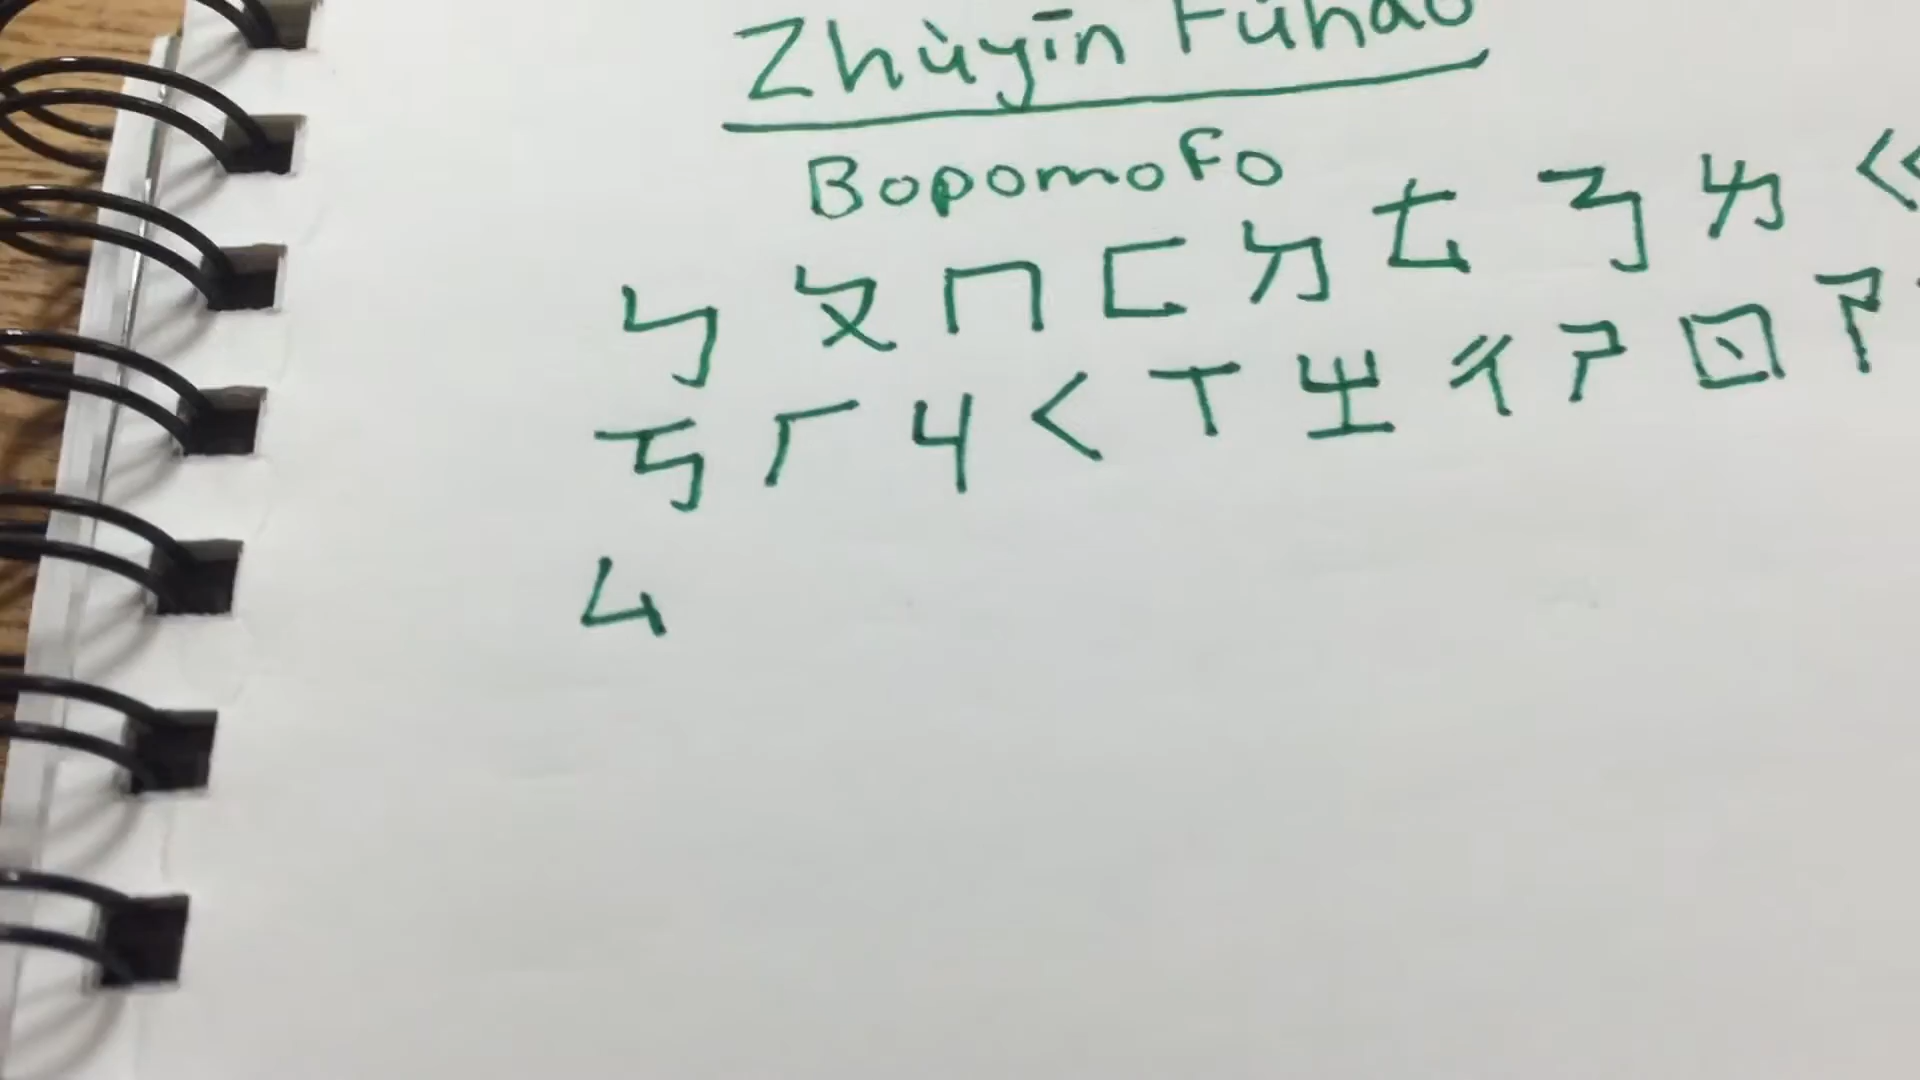 Zhùyīn Fúhào
Bopomofo
ㄅ ㄆ ㄇ ㄈ ㄉ ㄊ ㄋ ㄌ ㄍ
ㄎ ㄏ ㄐ ㄑ ㄒ ㄓ ㄔ ㄕ ㄖ ㄗ
ㄙ